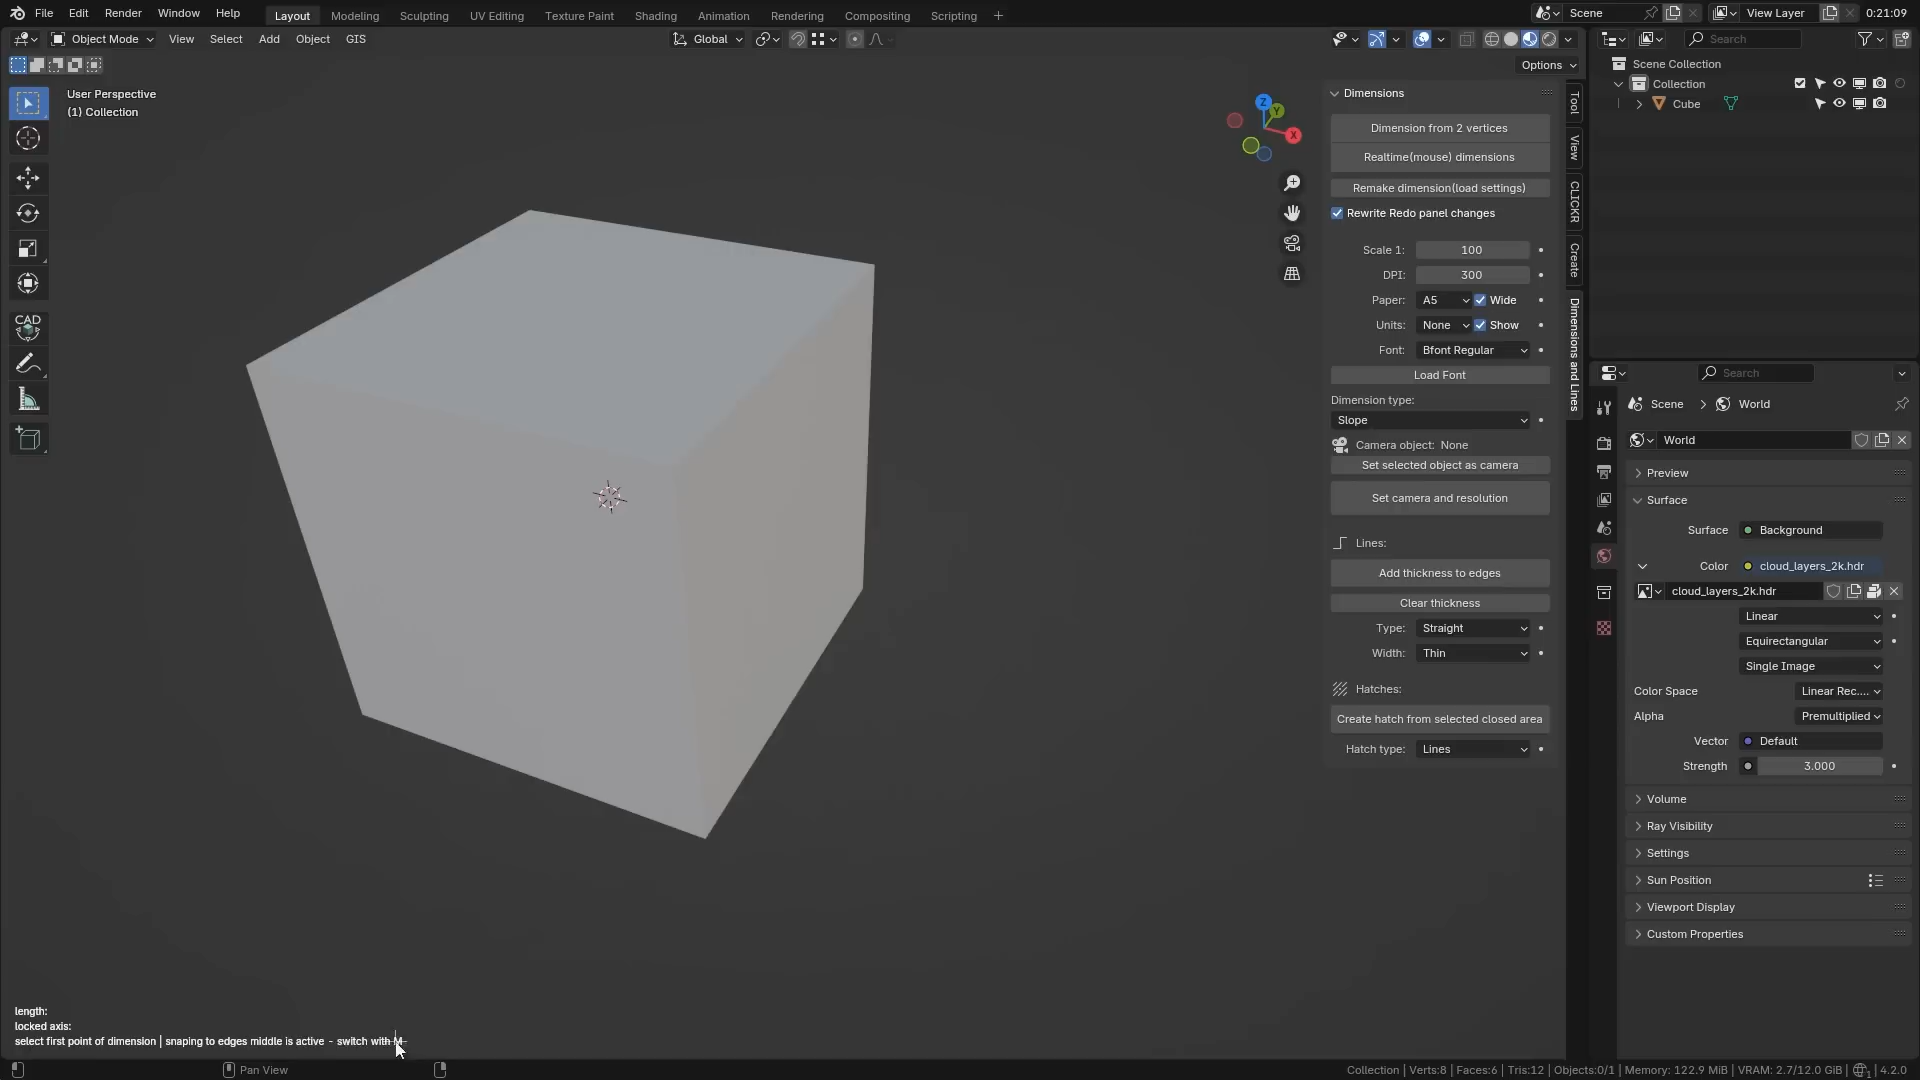 File Edit Render Window Help Layout Modeling Sculpting UV Editing Texture Paint Shading Animation Rendering Compositing Scripting + Scene View Layer 0:21:09
Object Mode View Select Add Object GIS Global Search
Options
User Perspective
(1) Collection
CAD
Z
Y
X
Dimensions
Dimension from 2 vertices
Realtime(mouse) dimensions
Remake dimension(load settings)
Rewrite Redo panel changes
Scale 1: 100
DPI: 300
Paper: A5 Wide
Units: None Show
Font: Bfont Regular
Load Font
Dimension type:
Slope
Camera object: None
Set selected object as camera
Set camera and resolution
Lines:
Add thickness to edges
Clear thickness
Type: Straight
Width: Thin
Hatches:
Create hatch from selected closed area
Hatch type: Lines
Tool
View
CLICKR
Create
Dimensions and Lines
Scene Collection
Collection
Cube
Search
Scene > World
World
Preview
Surface
Surface Background
Color cloud_layers_2k.hdr
cloud_layers_2k.hdr
Linear
Equirectangular
Single Image
Color Space Linear Rec....
Alpha Premultiplied
Vector Default
Strength 3.000
Volume
Ray Visibility
Settings
Sun Position
Viewport Display
Custom Properties
length:
locked axis:
select first point of dimension | snaping to edges middle is active - switch with M
Pan View
Collection | Verts:8 | Faces:6 | Tris:12 | Objects:0/1 | Memory: 122.9 MiB | VRAM: 2.7/12.0 GiB | 1 | 4.2.0